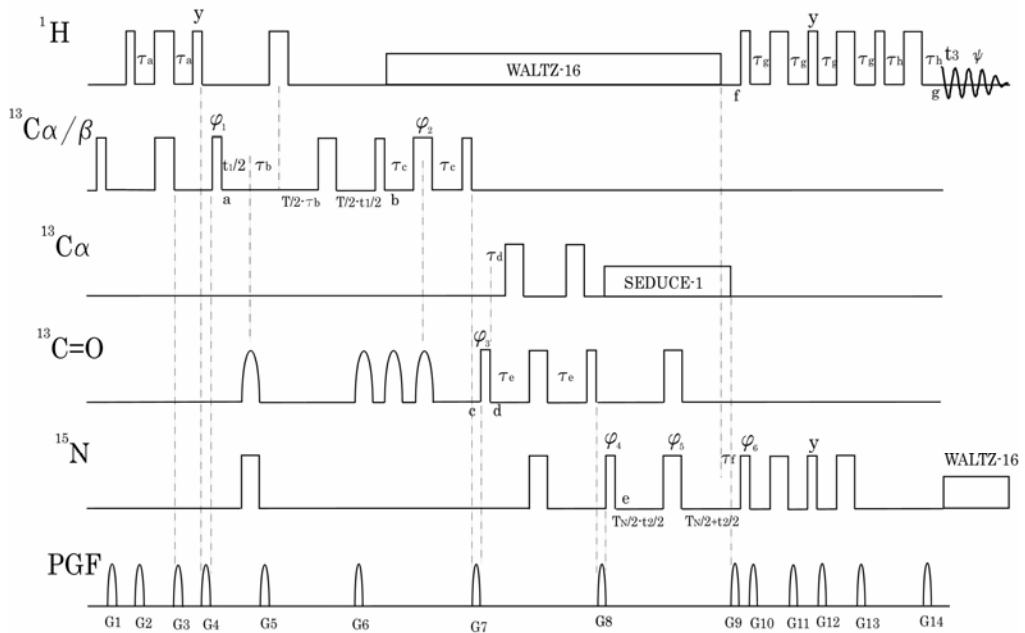 y y t3 ψ
¹H τa τa WALTZ-16 τg τg τg τg τh τh
f g
¹³Cα/β φ1 φ2
t1/2 τb τc τc
a T/2-τb T/2-t1/2 b
¹³Cα τd SEDUCE-1
¹³C=O φ3
τe τe
c d
¹⁵N φ4 φ5 τf φ6 y WALTZ-16
e
TN/2-t2/2 TN/2+t2/2
PGF
G1 G2 G3 G4 G5 G6 G7 G8 G9 G10 G11 G12 G13 G14